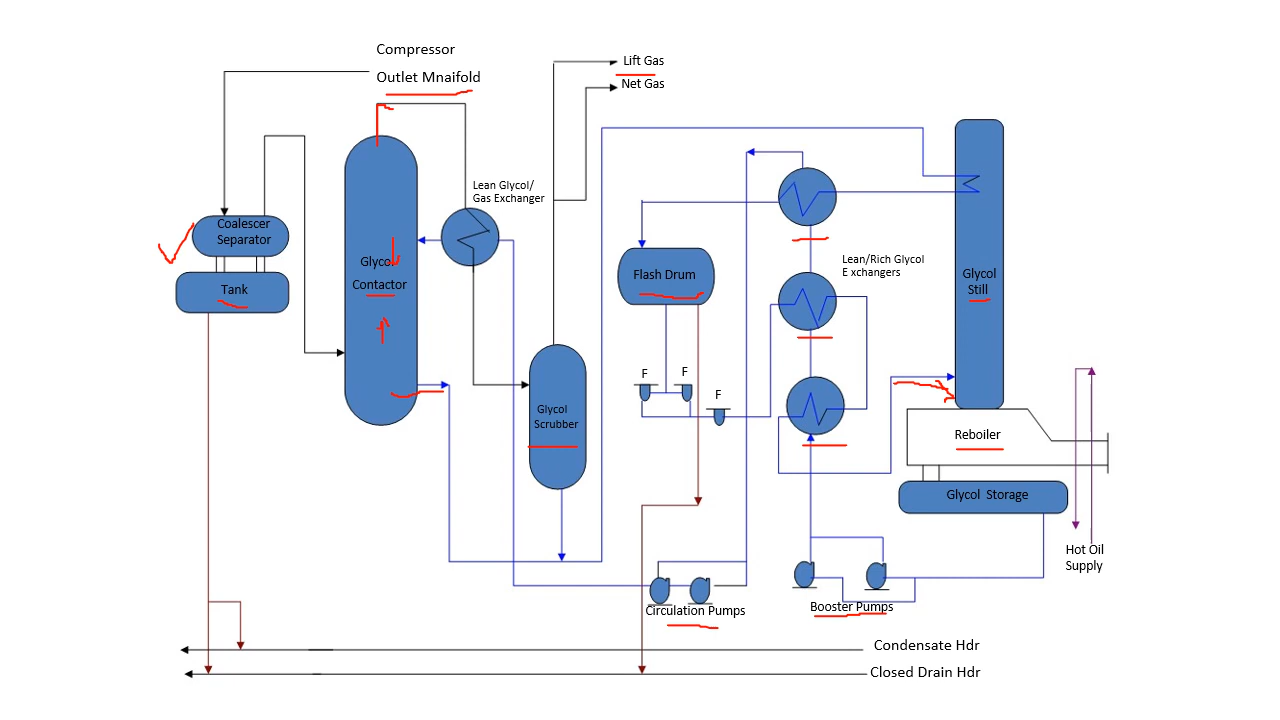 Compressor
Outlet Mnaifold
Lift Gas
Net Gas
Lean Glycol/
Gas Exchanger
Coalescer
Separator
Tank
Glycol
Contactor
Flash Drum
Lean/Rich Glycol
E xchangers
Glycol
Still
F
F
F
Glycol
Scrubber
Reboiler
Glycol Storage
Hot Oil
Supply
Circulation Pumps
Booster Pumps
Condensate Hdr
Closed Drain Hdr